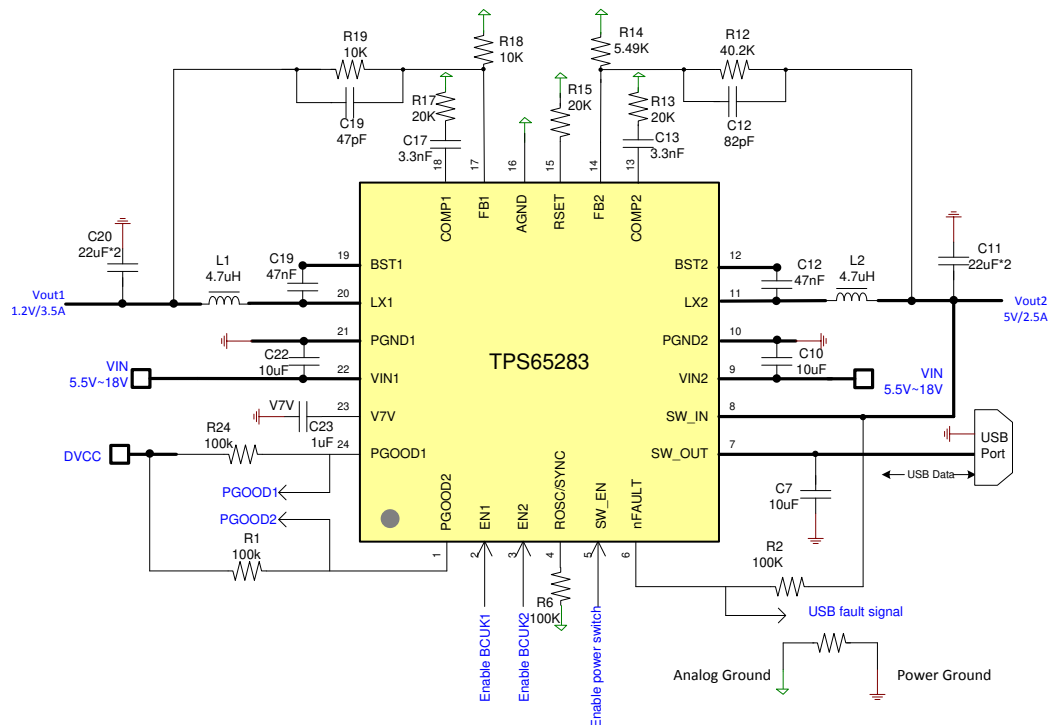 R19
10K
R18
10K
R14
5.49K
R12
40.2K
R17
20K
R15
20K
R13
20K
C19
47pF
C17
3.3nF
C13
3.3nF
C12
82pF
18
17
16
15
14
13
COMP1
FB1
AGND
RSET
FB2
COMP2
C20
22uF*2
C11
22uF*2
L1
4.7uH
C19
47nF
19
BST1
BST2
12
C12
47nF
L2
4.7uH
Vout1
1.2V/3.5A
20
LX1
LX2
11
Vout2
5V/2.5A
21
PGND1
PGND2
10
C22
10uF
TPS65283
C10
10uF
VIN
5.5V~18V
22
VIN1
VIN2
9
VIN
5.5V~18V
V7V
23
V7V
SW_IN
8
C23
1uF
R24
100k
DVCC
24
PGOOD1
SW_OUT
7
USB
Port
USB Data
PGOOD1
PGOOD2
C7
10uF
R1
100k
PGOOD2
EN1
EN2
ROSC/SYNC
SW_EN
nFAULT
1
2
3
4
5
6
R2
100K
R6
100K
USB fault signal
Enable BCUK1
Enable BCUK2
Enable power switch
Analog Ground
Power Ground